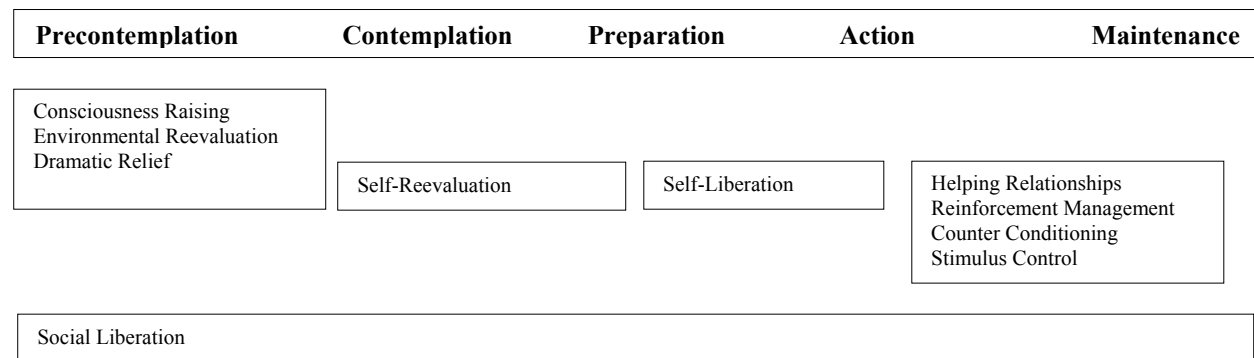 Precontemplation Contemplation Preparation Action Maintenance
Consciousness Raising
Environmental Reevaluation
Dramatic Relief
Self-Reevaluation
Self-Liberation
Helping Relationships
Reinforcement Management
Counter Conditioning
Stimulus Control
Social Liberation